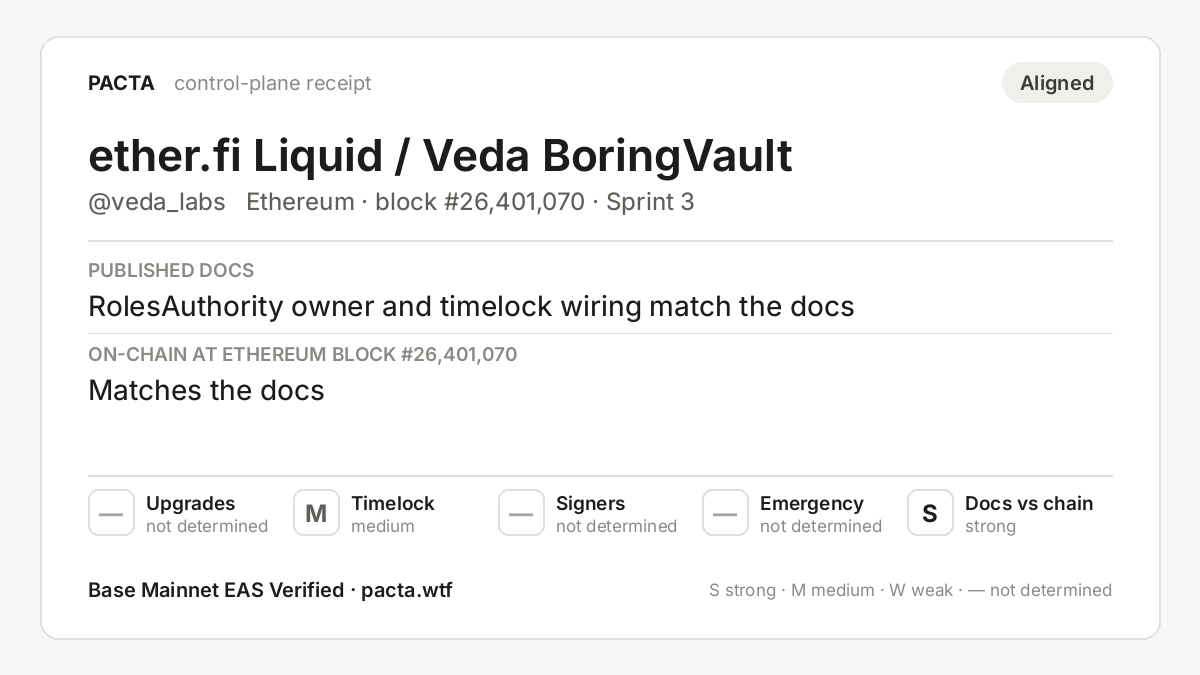 PACTA control-plane receipt Aligned
ether.fi Liquid / Veda BoringVault
@veda_labs Ethereum · block #26,401,070 · Sprint 3
PUBLISHED DOCS
RolesAuthority owner and timelock wiring match the docs
ON-CHAIN AT ETHEREUM BLOCK #26,401,070
Matches the docs
— Upgrades not determined
M Timelock medium
— Signers not determined
— Emergency not determined
S Docs vs chain strong
Base Mainnet EAS Verified · pacta.wtf
S strong · M medium · W weak · — not determined